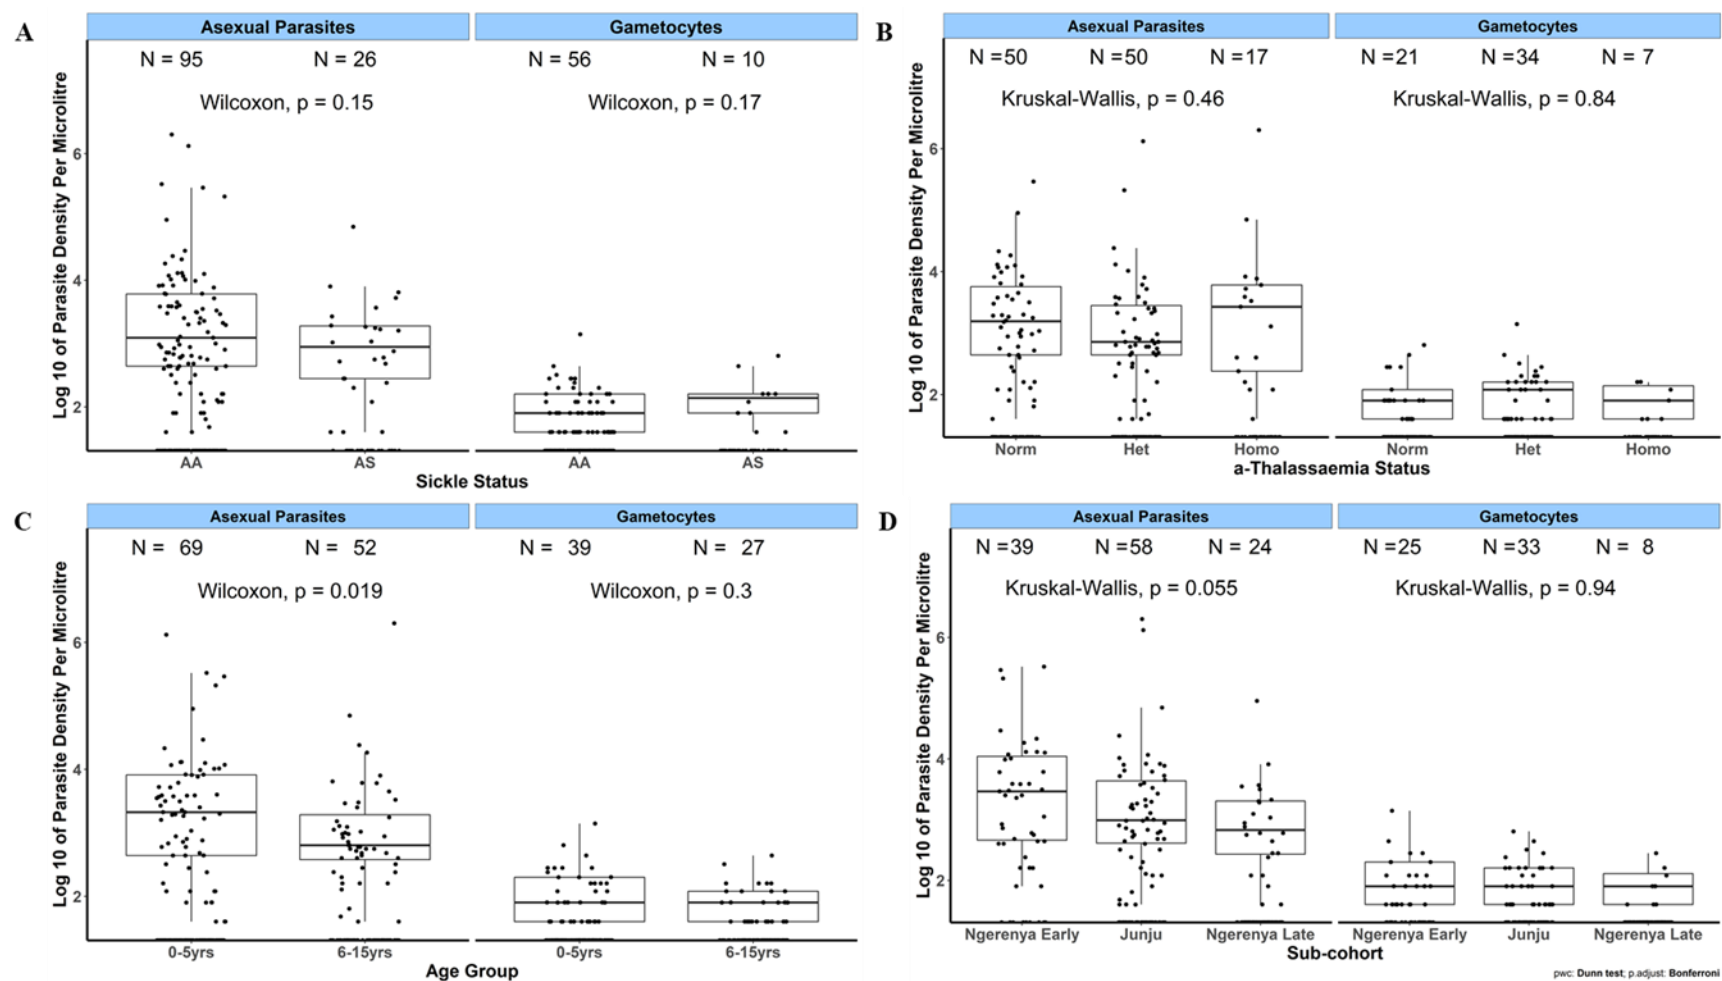 A
Asexual Parasites Gametocytes
N = 95 N = 26 N = 56 N = 10
Wilcoxon, p = 0.15 Wilcoxon, p = 0.17
Log 10 of Parasite Density Per Microlitre
6
4
2
AA AS AA AS
Sickle Status
B
Asexual Parasites Gametocytes
N =50 N =50 N =17 N =21 N =34 N = 7
Kruskal-Wallis, p = 0.46 Kruskal-Wallis, p = 0.84
Log 10 of Parasite Density Per Microlitre
6
4
2
Norm Het Homo Norm Het Homo
a-Thalassaemia Status
C
Asexual Parasites Gametocytes
N = 69 N = 52 N = 39 N = 27
Wilcoxon, p = 0.019 Wilcoxon, p = 0.3
Log 10 of Parasite Density Per Microlitre
6
4
2
0-5yrs 6-15yrs 0-5yrs 6-15yrs
Age Group
D
Asexual Parasites Gametocytes
N =39 N =58 N =24 N =25 N =33 N = 8
Kruskal-Wallis, p = 0.055 Kruskal-Wallis, p = 0.94
Log 10 of Parasite Density Per Microlitre
6
4
2
Ngerenya Early Junju Ngerenya Late Ngerenya Early Junju Ngerenya Late
Sub-cohort
pwc: Dunn test; p.adjust: Bonferroni